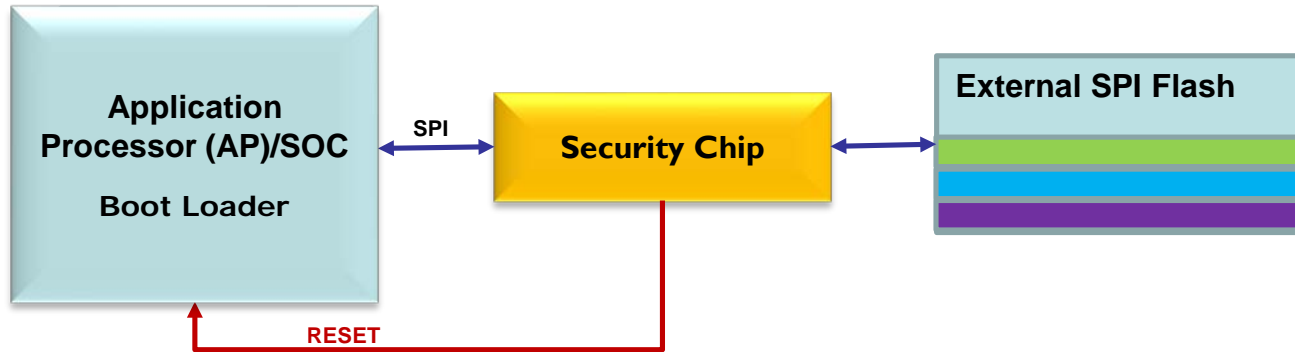 Application
Processor (AP)/SOC
Boot Loader
SPI
Security Chip
External SPI Flash
RESET